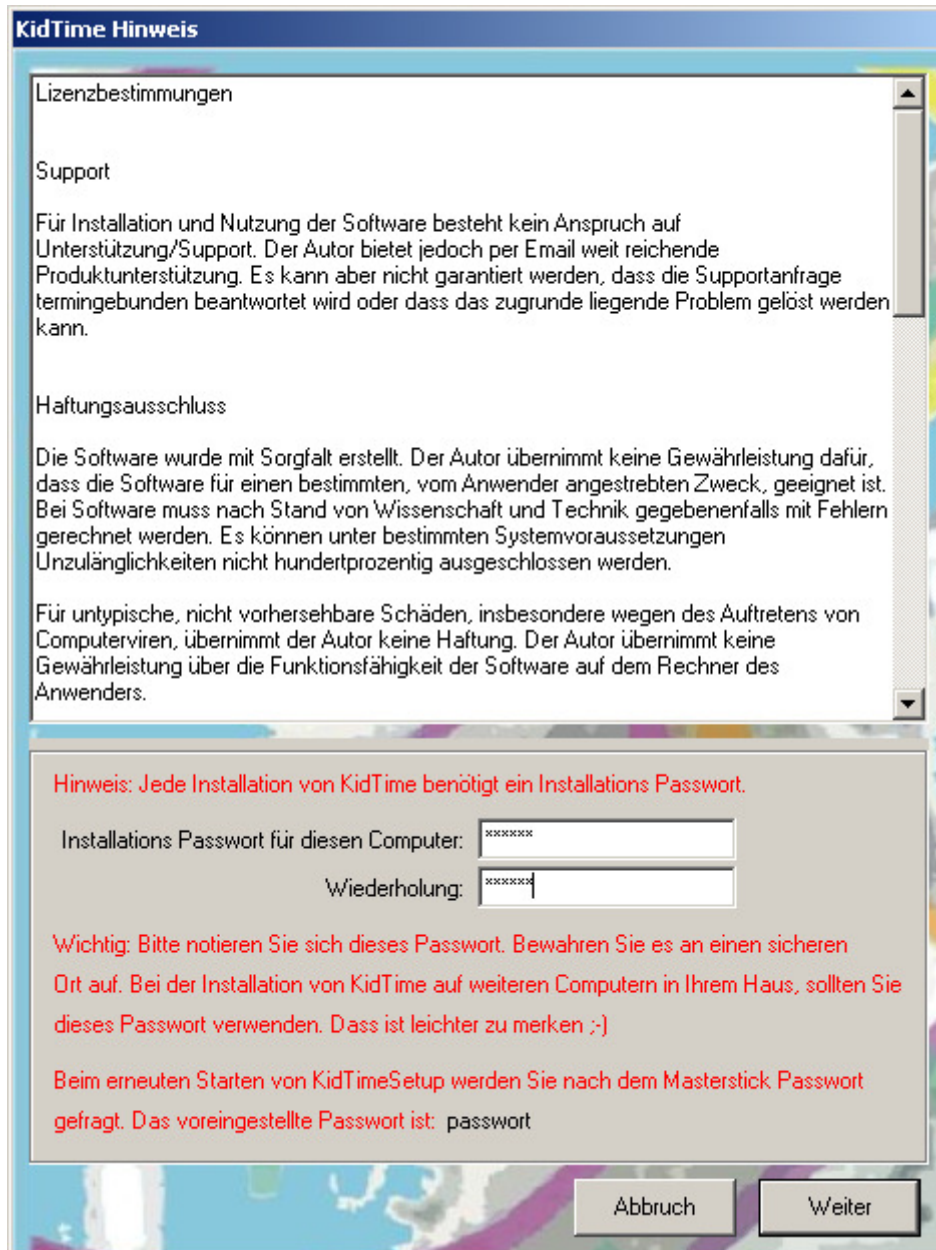 KidTime Hinweis
Lizenzbestimmungen
Support
Für Installation und Nutzung der Software besteht kein Anspruch auf
Unterstützung/Support. Der Autor bietet jedoch per Email weit reichende
Produktunterstützung. Es kann aber nicht garantiert werden, dass die Supportanfrage
termingebunden beantwortet wird oder dass das zugrunde liegende Problem gelöst werden
kann.
Haftungsausschluss
Die Software wurde mit Sorgfalt erstellt. Der Autor übernimmt keine Gewährleistung dafür,
dass die Software für einen bestimmten, vom Anwender angestrebten Zweck, geeignet ist.
Bei Software muss nach Stand von Wissenschaft und Technik gegebenenfalls mit Fehlern
gerechnet werden. Es können unter bestimmten Systemvoraussetzungen
Unzulänglichkeiten nicht hundertprozentig ausgeschlossen werden.
Für untypische, nicht vorhersehbare Schäden, insbesondere wegen des Auftretens von
Computerviren, übernimmt der Autor keine Haftung. Der Autor übernimmt keine
Gewährleistung über die Funktionsfähigkeit der Software auf dem Rechner des
Anwenders.
Hinweis: Jede Installation von KidTime benötigt ein Installations Passwort.
Installations Passwort für diesen Computer: ******
Wiederholung: ******
Wichtig: Bitte notieren Sie sich dieses Passwort. Bewahren Sie es an einen sicheren
Ort auf. Bei der Installation von KidTime auf weiteren Computern in Ihrem Haus, sollten Sie
dieses Passwort verwenden. Dass ist leichter zu merken ;-)
Beim erneuten Starten von KidTimeSetup werden Sie nach dem Masterstick Passwort
gefragt. Das voreingestellte Passwort ist: passwort
Abbruch Weiter